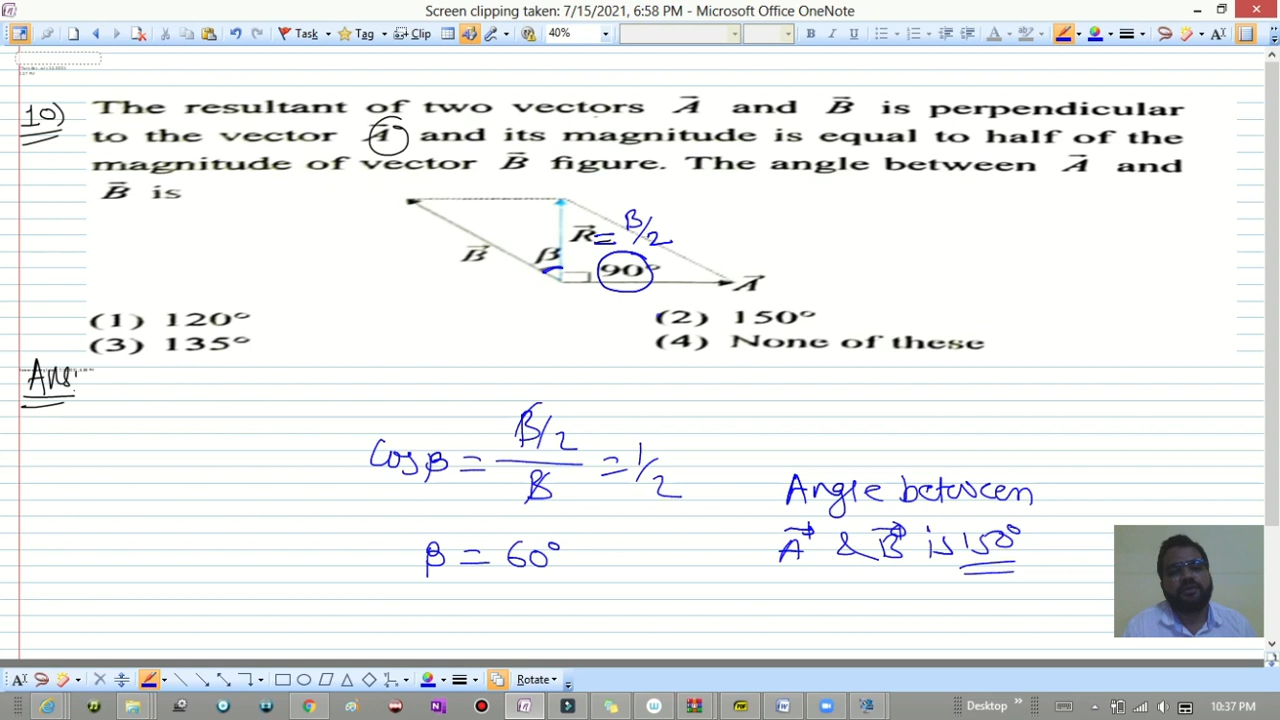 Screen clipping taken: 7/15/2021, 6:58 PM - Microsoft Office OneNote
Task Tag Clip 40%
10) The resultant of two vectors A⃗ and B⃗ is perpendicular
to the vector A⃗ and its magnitude is equal to half of the
magnitude of vector B⃗ figure. The angle between A⃗ and
B⃗ is
B⃗ β R⃗ = B/2
90° A⃗
(1) 120° (2) 150°
(3) 135° (4) None of these
Ans:
Cosβ = B/2 / B = 1/2
β = 60°
Angle between
A⃗ & B⃗ is 150°
Rotate
Desktop
10:37 PM